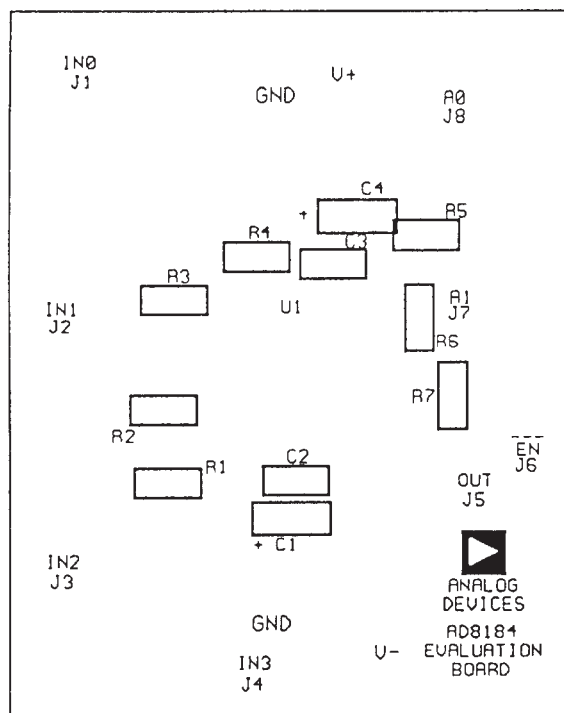 IN0
J1
V+
GND
A0
J8
C4
+
R5
R4
C3
R3
A1
J7
IN1
J2
U1
R6
R7
R2
EN
J6
C2
R1
OUT
J5
+ C1
IN2
J3
ANALOG
DEVICES
GND
AD8184
EVALUATION
BOARD
V-
IN3
J4